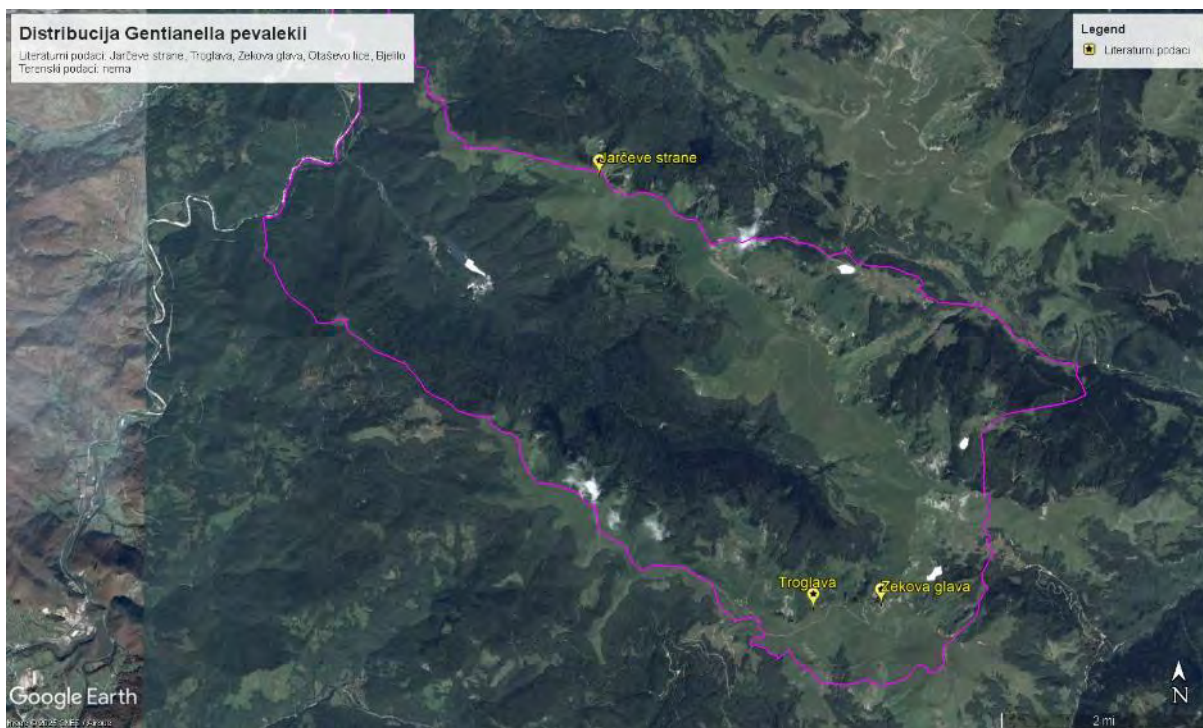 Distribucija Gentianella pevalekii
Literaturni podaci: Jarčeve strane, Troglava, Zekova glava, Otaševo lice, Bjelilo
Terenski podaci: nema
Legend
Literaturni podaci
Jarčeve strane
Troglava
Zekova glava
Google Earth
N
2 mi